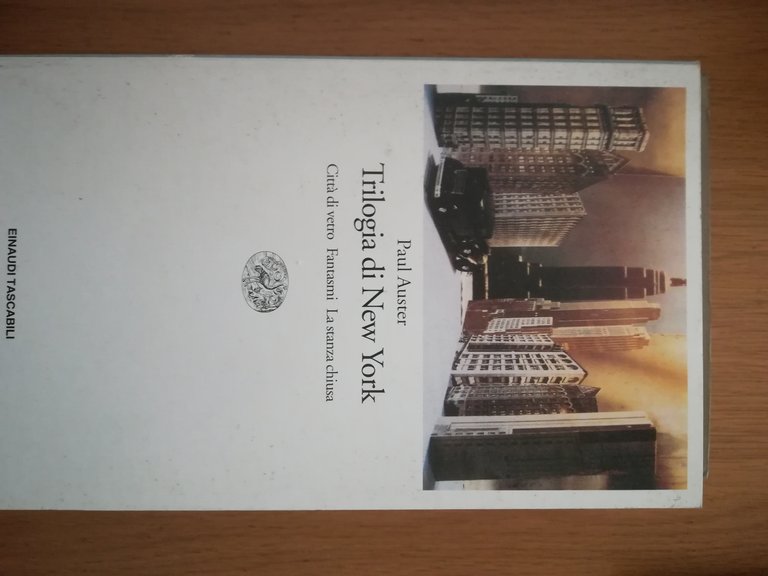 Paul Auster
Trilogia di New York
Città di vetro Fantasmi La stanza chiusa
EINAUDI TASCABILI